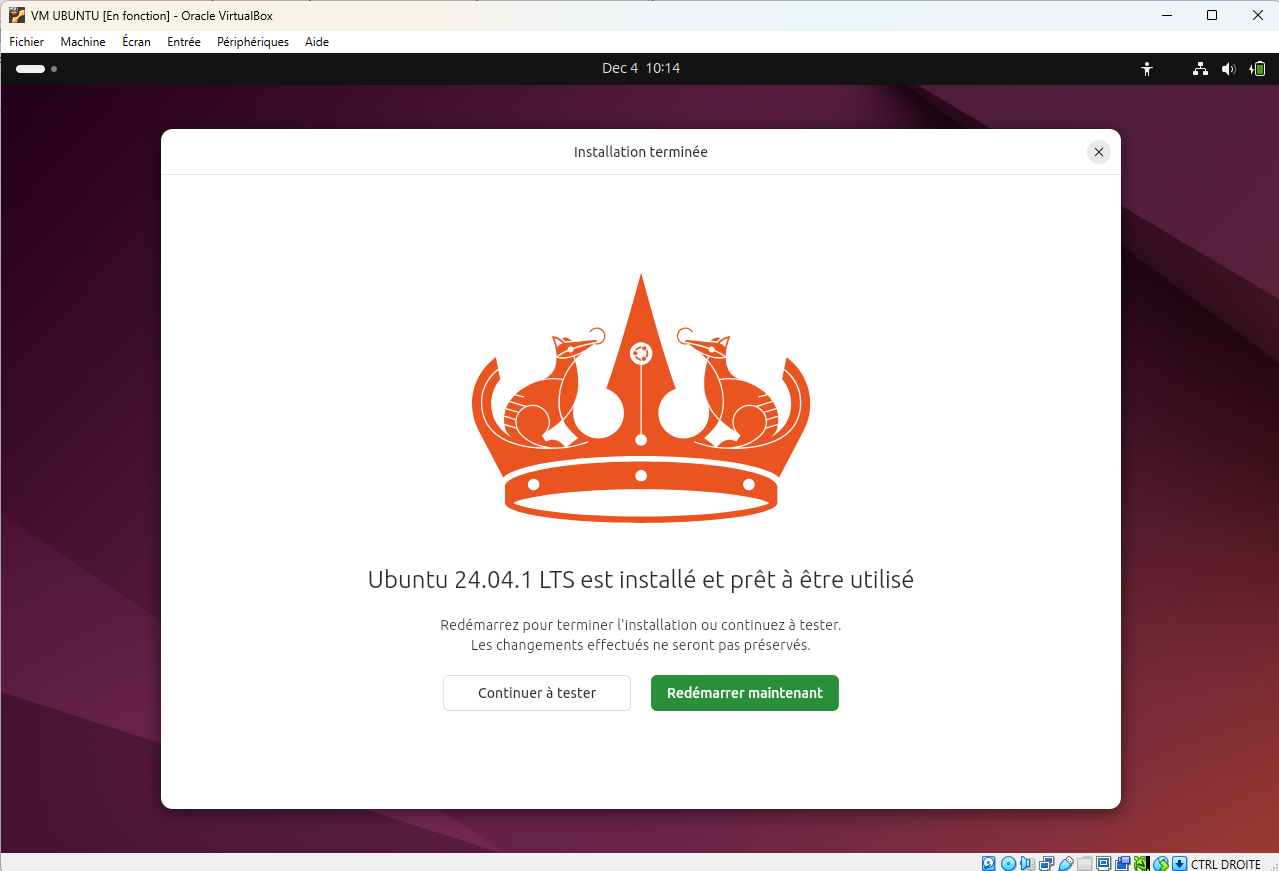 VM UBUNTU [En fonction] - Oracle VirtualBox
Fichier Machine Écran Entrée Périphériques Aide
Dec 4 10:14
Installation terminée
Ubuntu 24.04.1 LTS est installé et prêt à être utilisé
Redémarrez pour terminer l'installation ou continuez à tester.
Les changements effectués ne seront pas préservés.
Continuer à tester Redémarrer maintenant
CTRL DROITE